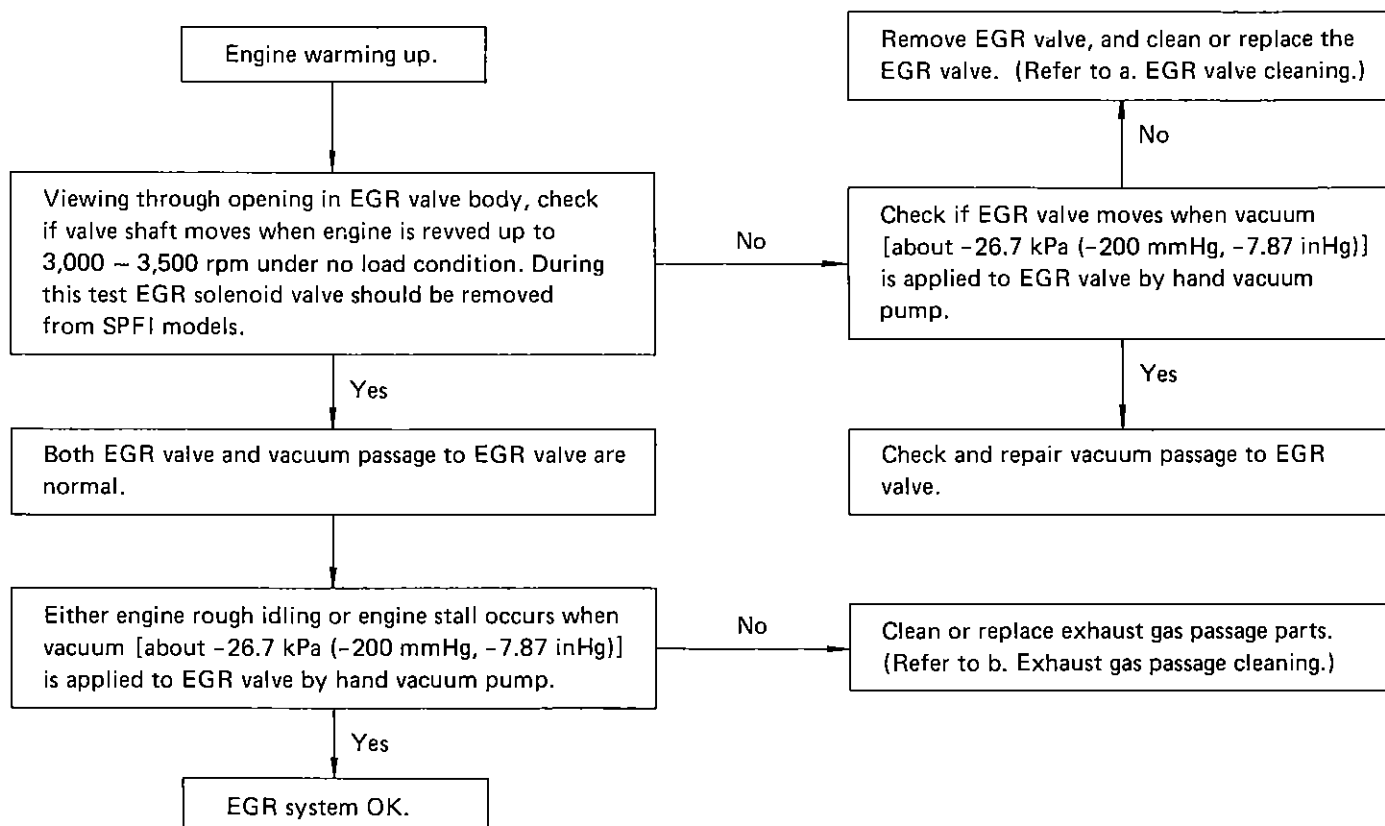 Engine warming up.
Remove EGR valve, and clean or replace the
EGR valve. (Refer to a. EGR valve cleaning.)
No
Viewing through opening in EGR valve body, check
if valve shaft moves when engine is revved up to
3,000 ~ 3,500 rpm under no load condition. During
this test EGR solenoid valve should be removed
from SPFI models.
No
Check if EGR valve moves when vacuum
[about -26.7 kPa (-200 mmHg, -7.87 inHg)]
is applied to EGR valve by hand vacuum
pump.
Yes
Yes
Both EGR valve and vacuum passage to EGR valve are
normal.
Check and repair vacuum passage to EGR
valve.
Either engine rough idling or engine stall occurs when
vacuum [about -26.7 kPa (-200 mmHg, -7.87 inHg)]
is applied to EGR valve by hand vacuum pump.
No
Clean or replace exhaust gas passage parts.
(Refer to b. Exhaust gas passage cleaning.)
Yes
EGR system OK.